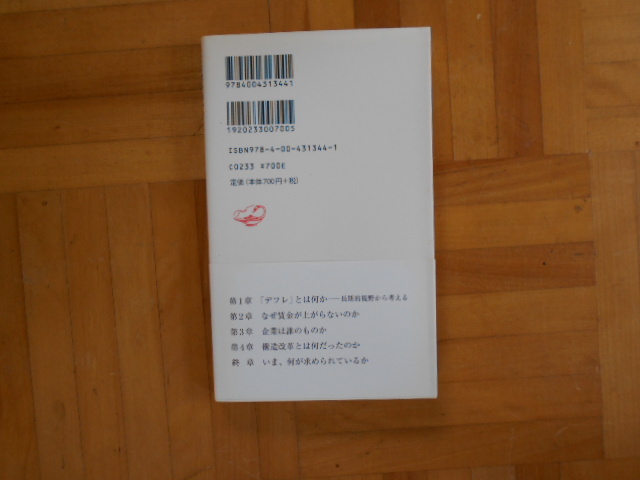 9784004313441
1920233007005
ISBN978-4-00-431344-1
C0233 ¥700E
定価(本体700円+税)
第1章 「デフレ」とは何か──長期的視野から考える
第2章 なぜ賃金が上がらないのか
第3章 企業は誰のものか
第4章 構造改革とは何だったのか
終 章 いま、何が求められているか